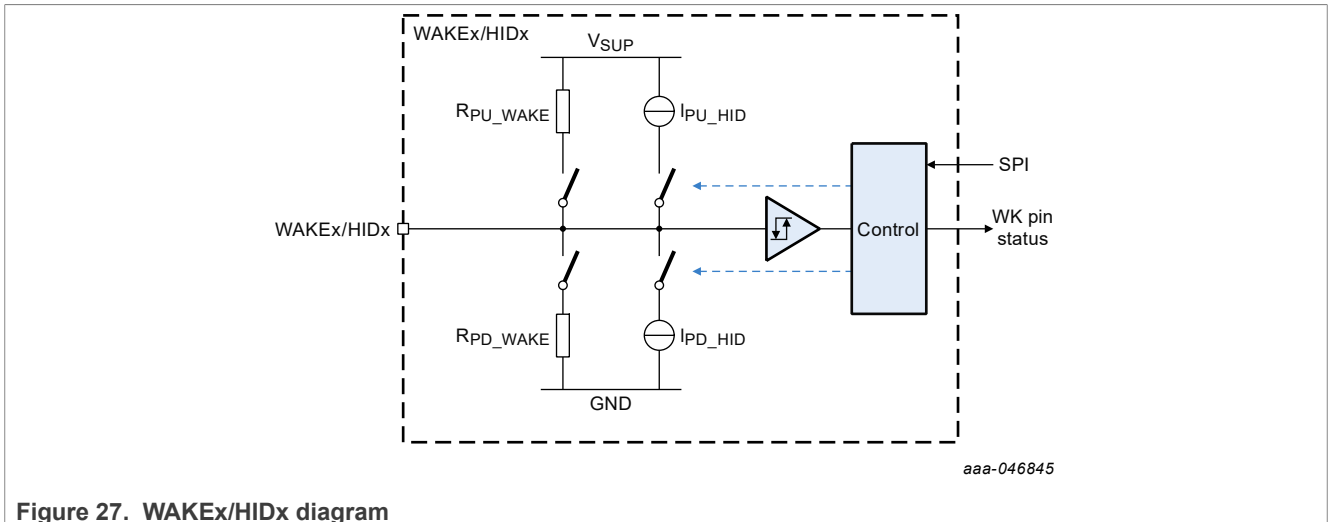 WAKEx/HIDx
VSUP
RPU_WAKE
IPU_HID
SPI
WAKEx/HIDx
Control
WK pin
status
RPD_WAKE
IPD_HID
GND
aaa-046845
Figure 27. WAKEx/HIDx diagram